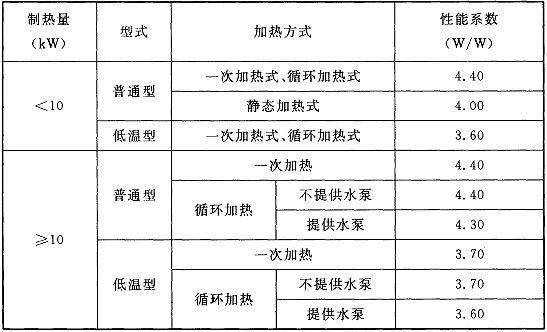 制热量
(kW)
型式
加热方式
性能系数
(W/W)
<10
普通型
一次加热式、循环加热式
4.40
静态加热式
4.00
低温型
一次加热式、循环加热式
3.60
≥10
普通型
一次加热
4.40
循环加热
不提供水泵
4.40
提供水泵
4.30
低温型
一次加热
3.70
循环加热
不提供水泵
3.70
提供水泵
3.60